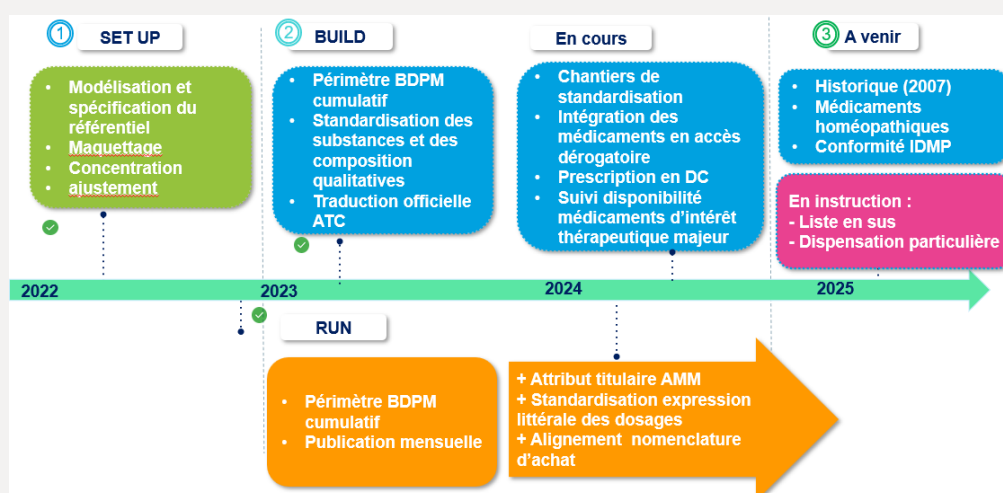 1 SET UP
• Modélisation et
spécification du
référentiel
• Maquettage
• Concentration
• ajustement
2 BUILD
• Périmètre BDPM
cumulatif
• Standardisation des
substances et des
composition
qualitatives
• Traduction officielle
ATC
En cours
• Chantiers de
standardisation
• Intégration des
médicaments en accès
dérogatoire
• Prescription en DC
• Suivi disponibilité
médicaments d’intérêt
thérapeutique majeur
3 A venir
• Historique (2007)
• Médicaments
homéopathiques
• Conformité IDMP
En instruction :
- Liste en sus
- Dispensation particulière
2022
2023
2024
2025
RUN
• Périmètre BDPM
cumulatif
• Publication mensuelle
+ Attribut titulaire AMM
+ Standardisation expression
littérale des dosages
+ Alignement nomenclature
d’achat